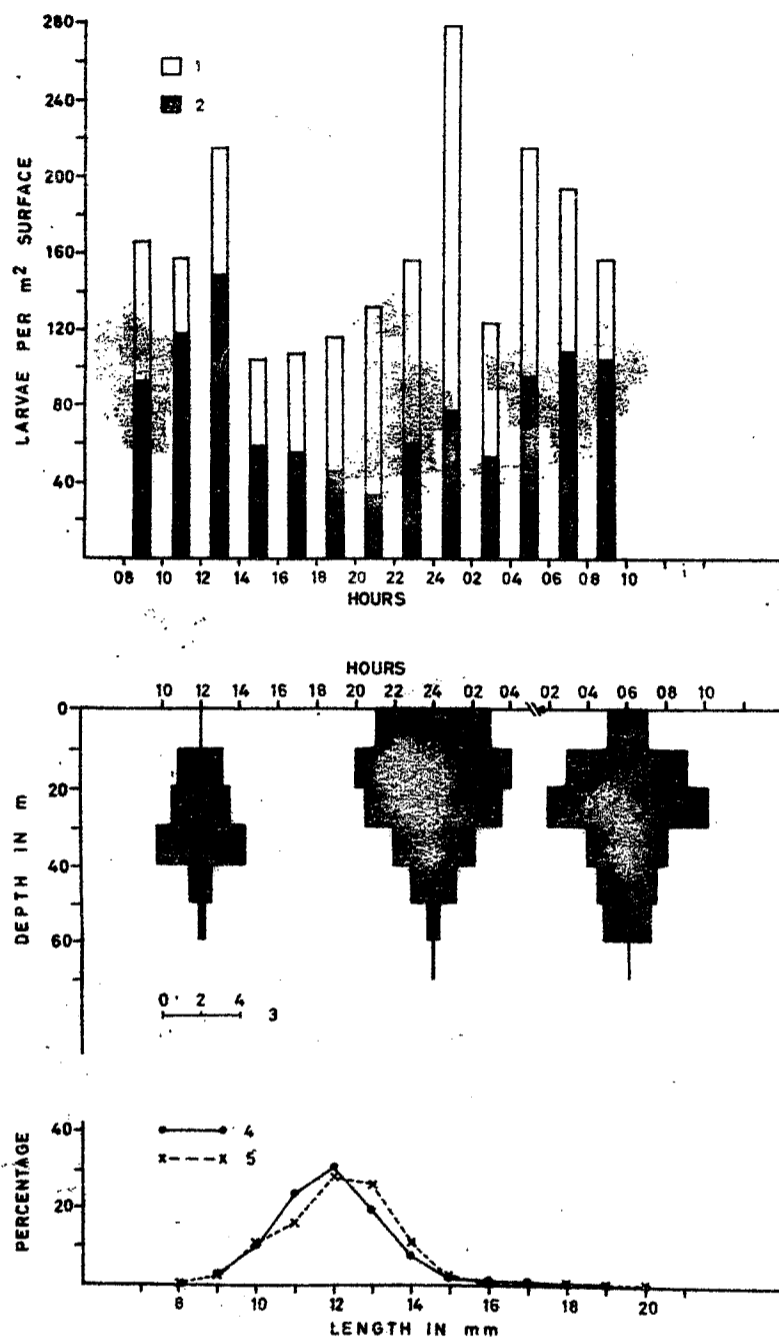 280
240
200
160
120
80
40
LARVAE PER m² SURFACE
1
2
08 10 12 14 16 18 20 22 24 02 04 06 08 10
HOURS
HOURS
10 12 14 16 18 20 22 24 02 04 02 04 06 08 10
0
20
40
60
DEPTH IN m
0 2 4 3
40
20
PERCENTAGE
4
5
8 10 12 14 16 18 20
LENGTH IN mm